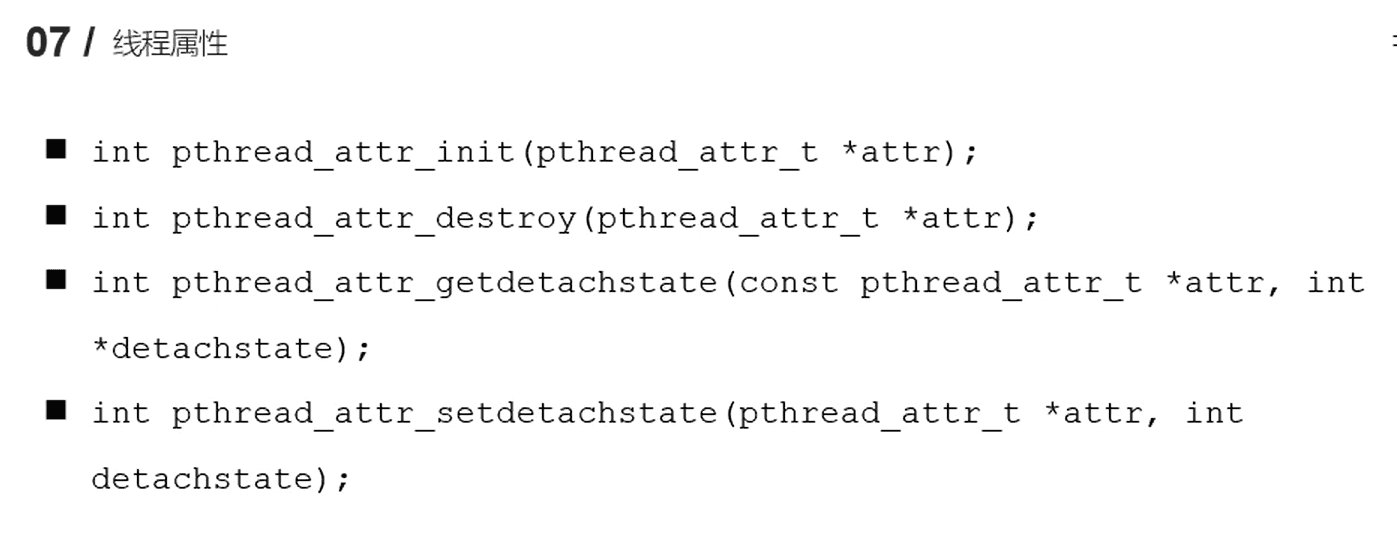 07 / 线程属性
int pthread_attr_init(pthread_attr_t *attr);
int pthread_attr_destroy(pthread_attr_t *attr);
int pthread_attr_getdetachstate(const pthread_attr_t *attr, int
*detachstate);
int pthread_attr_setdetachstate(pthread_attr_t *attr, int
detachstate);